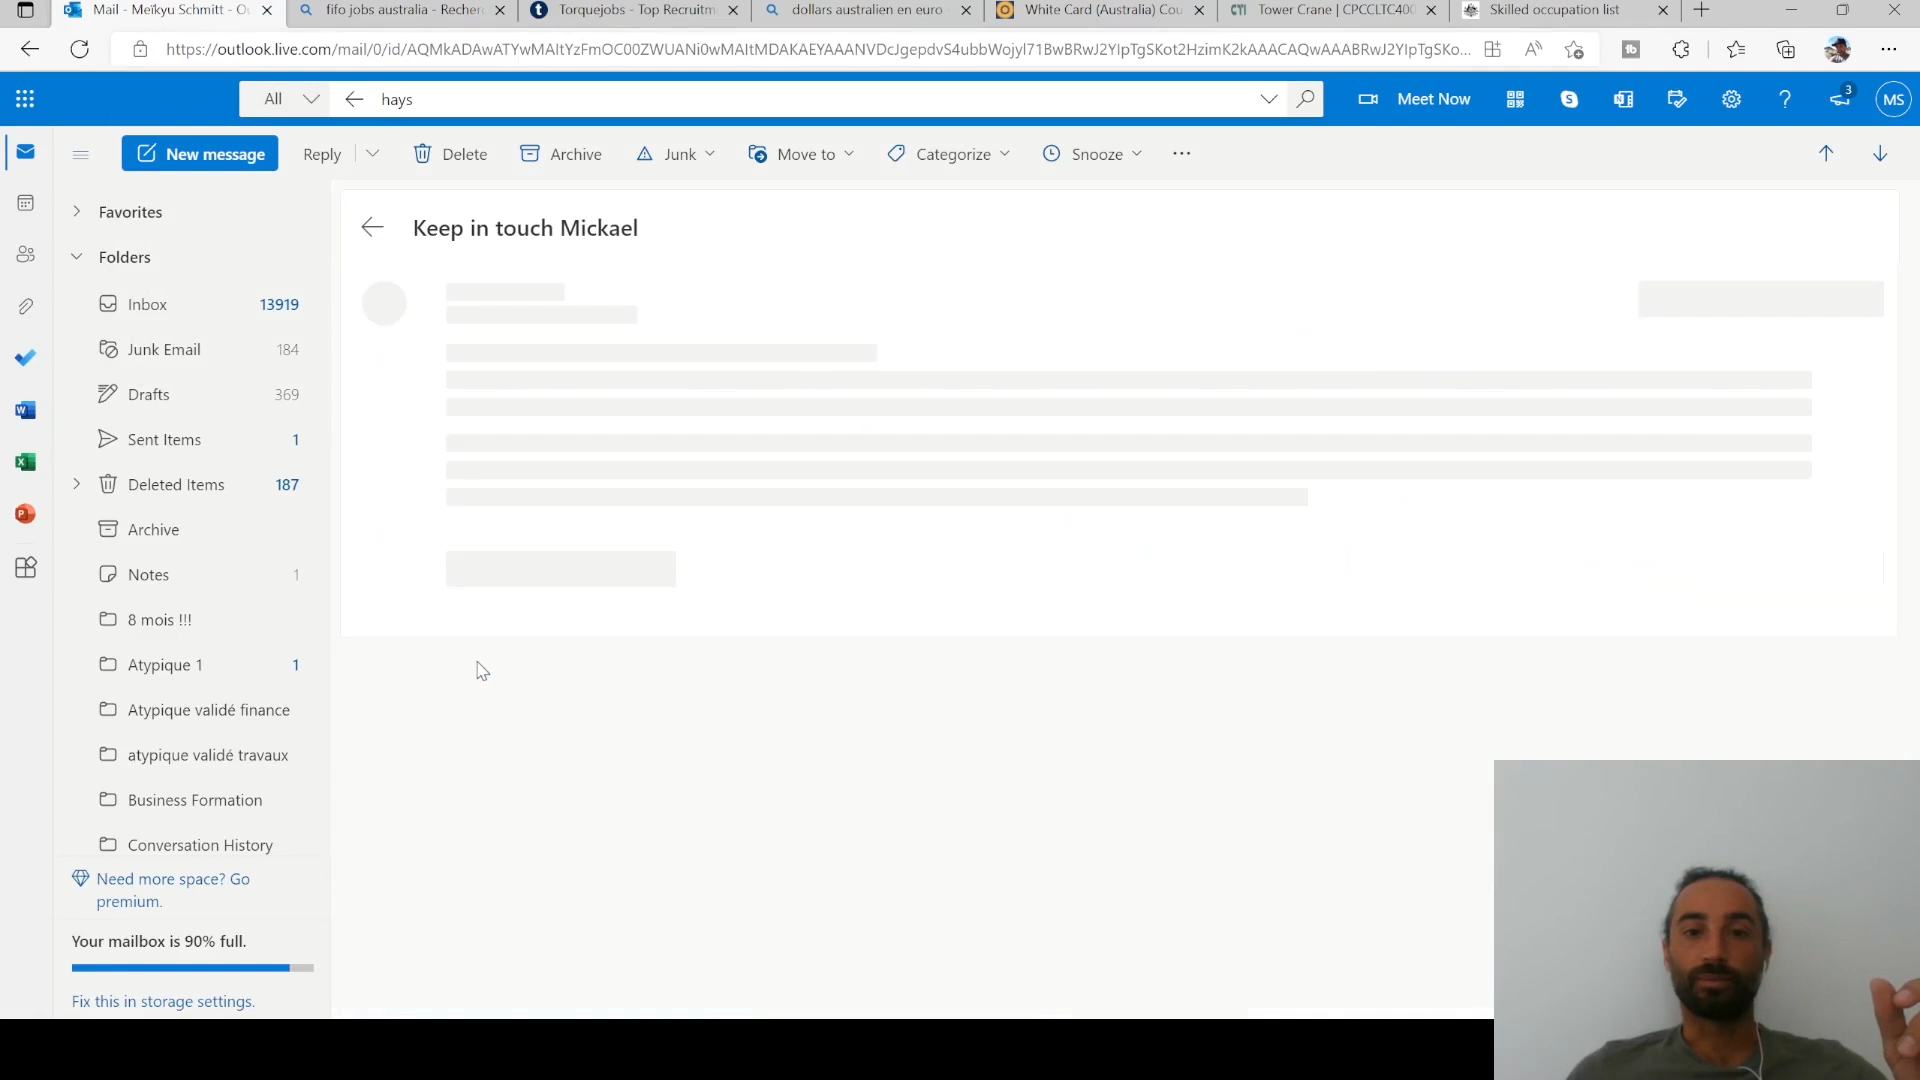 Mail - Meïkyu Schmitt - Ou
fifo jobs australia - Recher
Torquejobs - Top Recruitm
dollars australien en euro
White Card (Australia) Cou
CTI
Tower Crane | CPCCLTC400
Skilled occupation list
https://outlook.live.com/mail/0/id/AQMkADAwATYwMAItYzFmOC00ZWUANi0wMAItMDAKAEYAAANVDcJgepdvS4ubbWojyI71BwBRwJ2YIpTgSKot2HzimK2kAAACAQwAAABRwJ2YIpTgSKo...
All
hays
Meet Now
3
MS
New message
Reply
Delete
Archive
Junk
Move to
Categorize
Snooze
Favorites
Keep in touch Mickael
Folders
Inbox 13919
Junk Email 184
Drafts 369
Sent Items 1
Deleted Items 187
Archive
Notes 1
8 mois !!!
Atypique 1 1
Atypique validé finance
atypique validé travaux
Business Formation
Conversation History
Need more space? Go
premium.
Your mailbox is 90% full.
Fix this in storage settings.